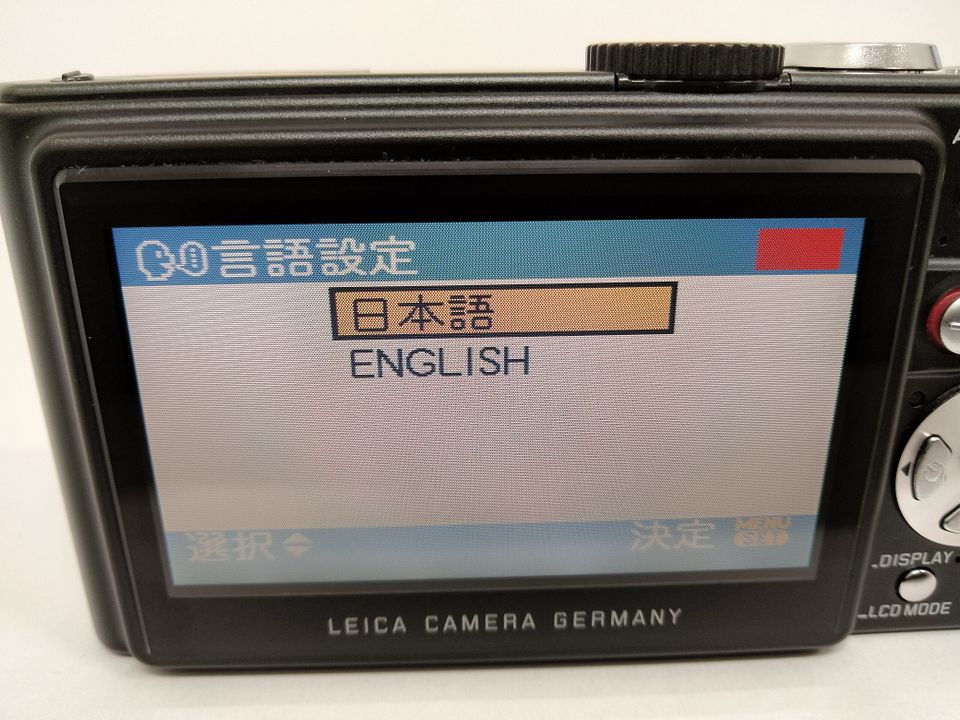 言語設定
日本語
ENGLISH
選択
決定 MENU
SET
LEICA CAMERA GERMANY
DISPLAY
LCD MODE